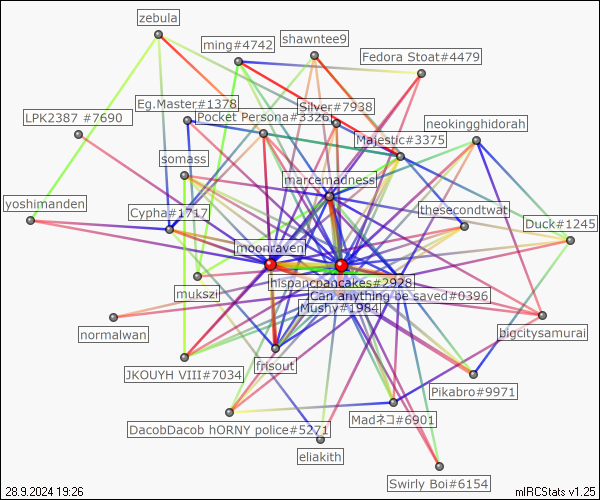 zebula
ming#4742
shawntee9
Fedora Stoat#4479
Eg.Master#1378
Silver#7938
LPK2387 #7690
Pocket Persona#3326
neokingghidorah
Majestic#3375
somass
marcemadness
yoshimanden
Cypha#1717
thesecondtwat
Duck#1245
moonraven
hispancpancakes#2928
mukszi
Can anything be saved#0396
Mushy#1984
normalwan
bigcitysamurai
frisout
JKOUYH VIII#7034
Pikabro#9971
Madネコ#6901
DacobDacob hORNY police#5271
eliakith
Swirly Boi#6154
28.9.2024 19:26
mIRCStats v1.25